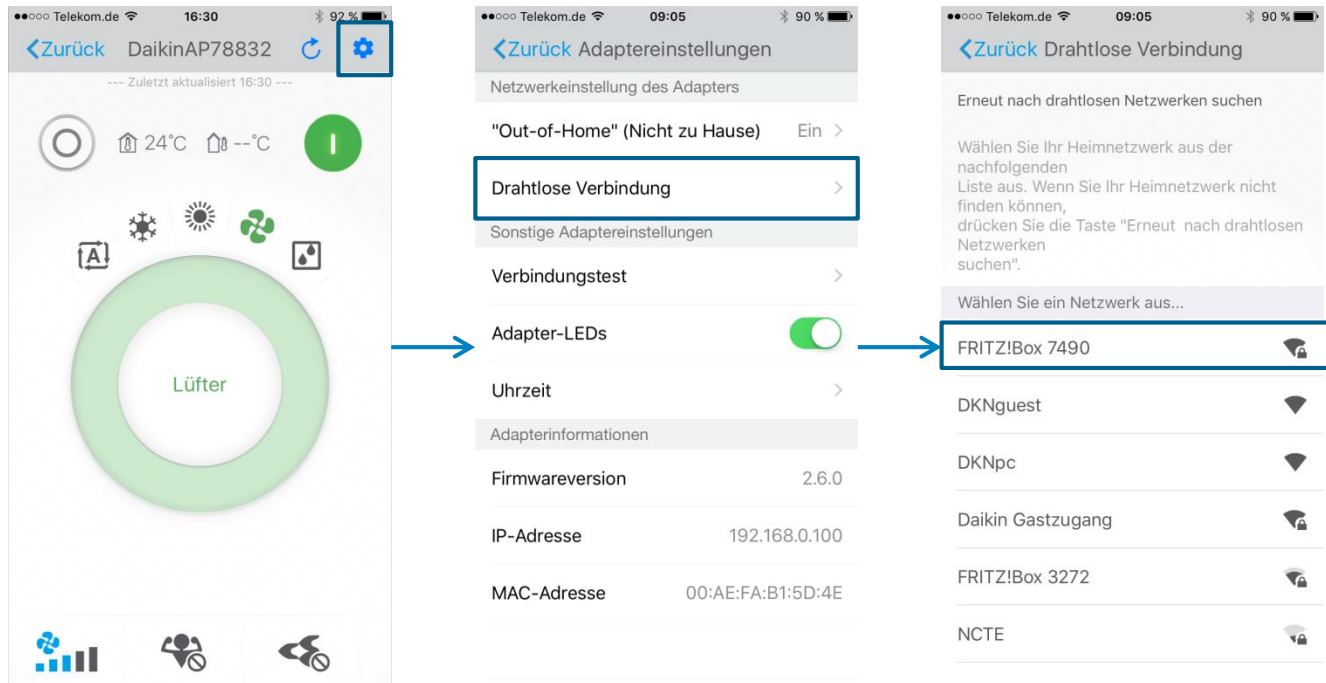 Telekom.de 16:30 92 %
Zurück DaikinAP78832
--- Zuletzt aktualisiert 16:30 ---
24°C --°C
A
Lüfter
Telekom.de 09:05 90 %
Zurück Adaptereinstellungen
Netzwerkeinstellung des Adapters
"Out-of-Home" (Nicht zu Hause) Ein
Drahtlose Verbindung
Sonstige Adaptereinstellungen
Verbindungstest
Adapter-LEDs
Uhrzeit
Adapterinformationen
Firmwareversion 2.6.0
IP-Adresse 192.168.0.100
MAC-Adresse 00:AE:FA:B1:5D:4E
Telekom.de 09:05 90 %
Zurück Drahtlose Verbindung
Erneut nach drahtlosen Netzwerken suchen
Wählen Sie Ihr Heimnetzwerk aus der
nachfolgenden
Liste aus. Wenn Sie Ihr Heimnetzwerk nicht
finden können,
drücken Sie die Taste "Erneut nach drahtlosen
Netzwerken
suchen".
Wählen Sie ein Netzwerk aus...
FRITZ!Box 7490
DKNguest
DKNpc
Daikin Gastzugang
FRITZ!Box 3272
NCTE